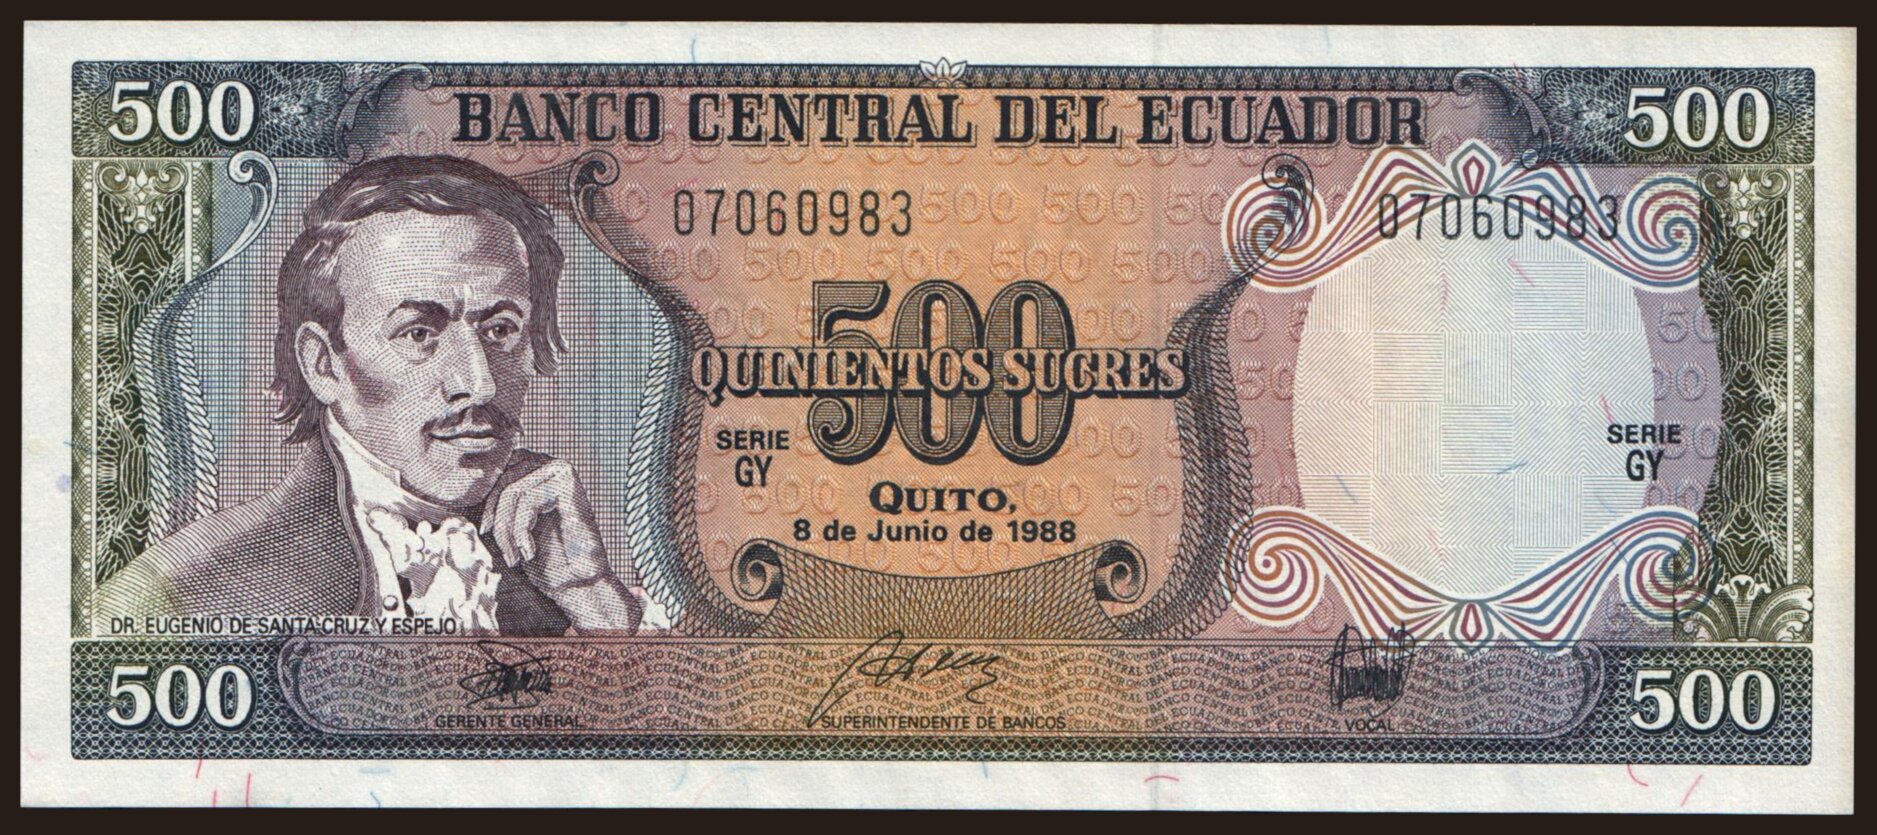 500 BANCO CENTRAL DEL ECUADOR 500
07060983 07060983
500
QUINIENTOS SUCRES
SERIE SERIE
GY GY
QUITO,
8 de Junio de 1988
DR. EUGENIO DE SANTA-CRUZ Y ESPEJO
500 500
GERENTE GENERAL SUPERINTENDENTE DE BANCOS VOCAL